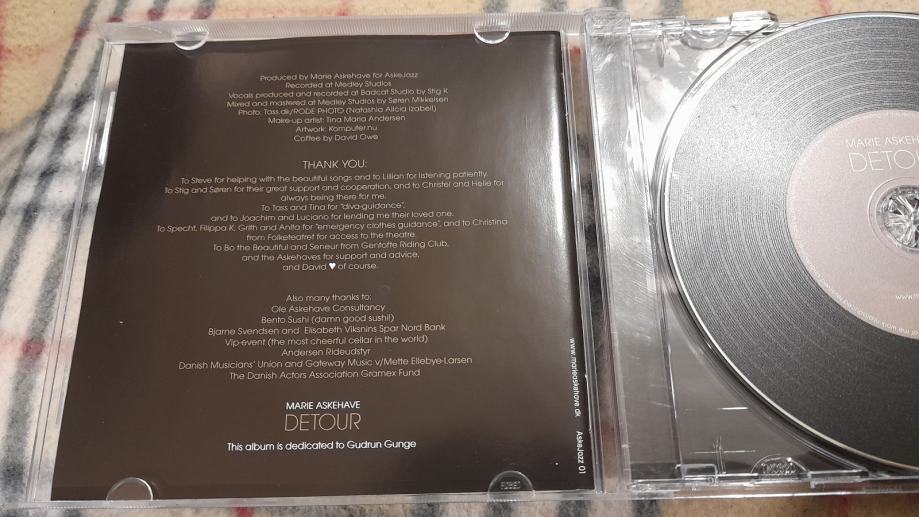 Produced by Marie Askehave for AskeJazz
Recorded at Medley Studios
Vocals produced and recorded at Badcat Studio by Stig K
Mixed and mastered at Medley Studios by Søren Mikkelsen
Photo: Tass.dk/RODE PHOTO (Natashia Alicia Izabell)
Make-up artist: Tina Maria Andersen
Artwork: Komputer.nu
Coffee by David Owe
THANK YOU:
To Steve for helping with the beautiful songs and to Lillian for listening patiently.
To Stig and Søren for their great support and cooperation, and to Christel and Helle for
always being there for me.
To Tass and Tina for "diva-guidance",
and to Joachim and Luciano for lending me their loved one.
To Specht, Filippa K, Grith and Anita for "emergency clothes guidance", and to Christina
from Folketeatret for access to the theatre.
To Bo the Beautiful and Seneur from Gentofte Riding Club,
and the Askehaves for support and advice,
and David ♥ of course.
Also many thanks to:
Ole Askehave Consultancy
Bento Sushi (damn good sushi!)
Bjarne Svendsen and Elisabeth Viksnins Spar Nord Bank
Vip-event (the most cheerful cellar in the world)
Andersen Rideudstyr
Danish Musicians' Union and Gateway Music v/Mette Ellebye-Larsen
The Danish Actors Association Gramex Fund
MARIE ASKEHAVE
DETOUR
This album is dedicated to Gudrun Gunge
www.marieaskehave.dk AskeJazz 01
MARIE ASKEHA
DETOU
www.m